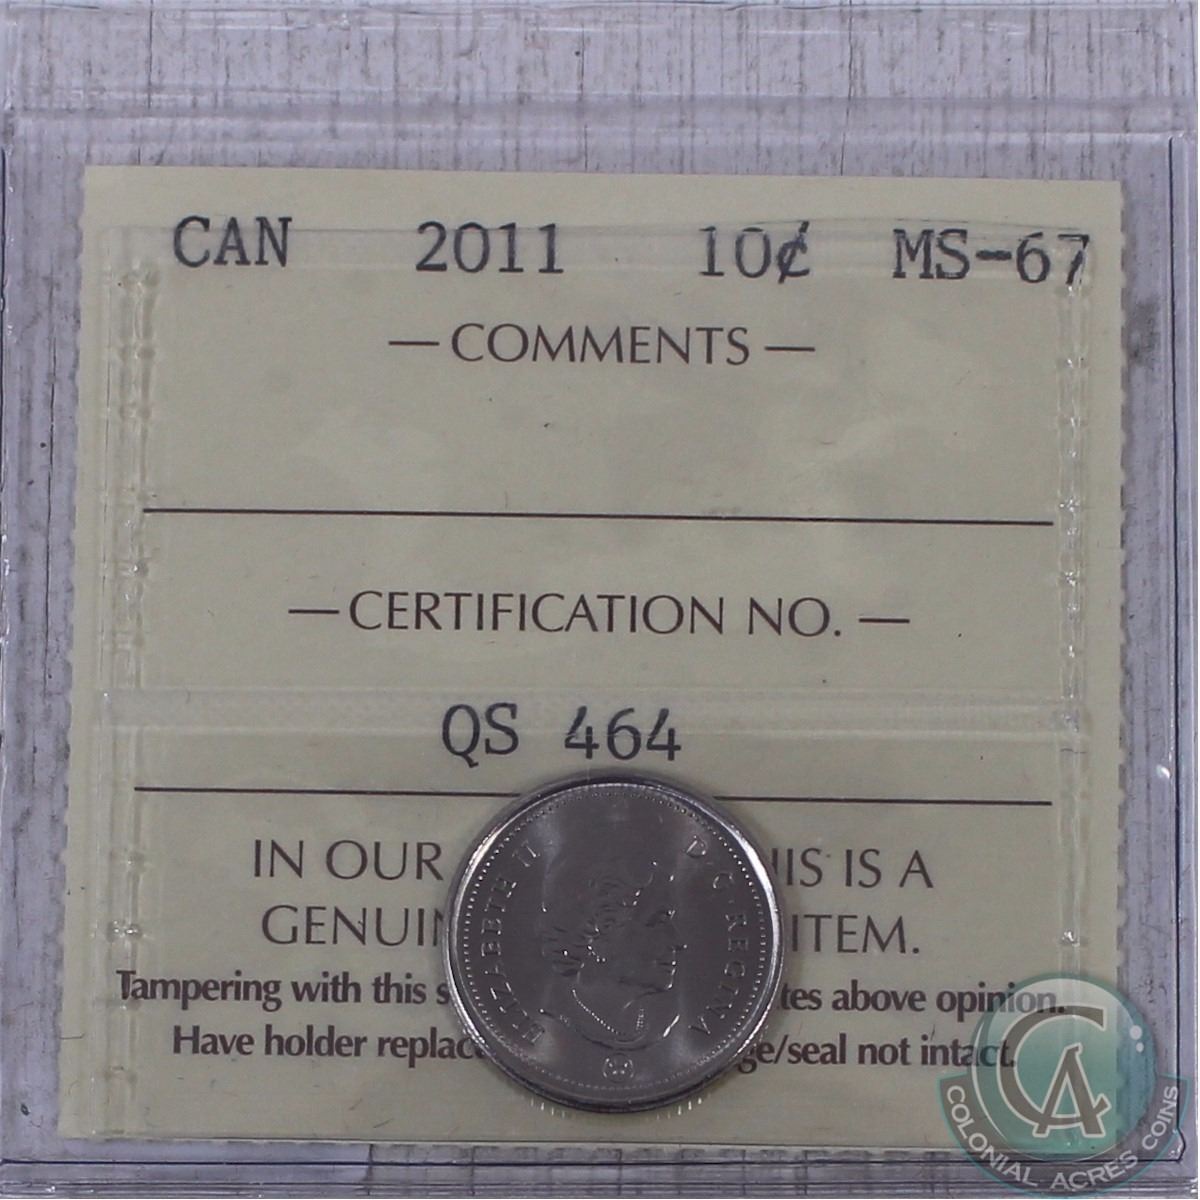 CAN 2011 10¢ MS-67
— COMMENTS —
— CERTIFICATION NO. —
QS 464
IN OUR HIS IS A
GENUIN ITEM.
Tampering with this s tes above opinion.
Have holder replac ge/seal not intact.
ELIZABETH II D·G·REGINA
CA
COLONIAL ACRES COINS